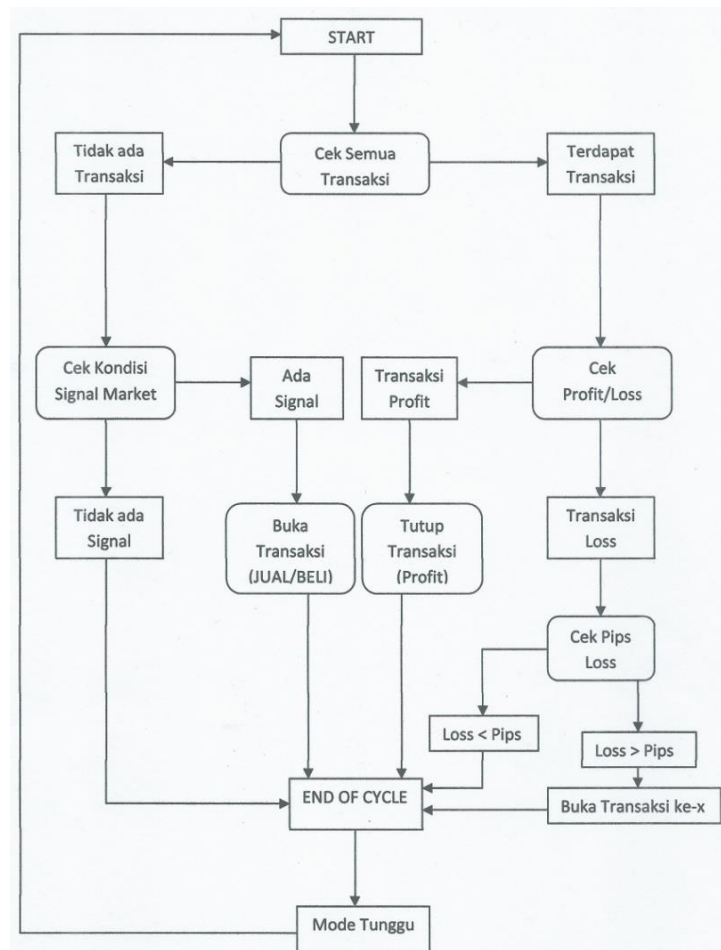 START
Cek Semua
Transaksi
Tidak ada
Transaksi
Terdapat
Transaksi
Cek Kondisi
Signal Market
Ada
Signal
Transaksi
Profit
Cek
Profit/Loss
Tidak ada
Signal
Buka
Transaksi
(JUAL/BELI)
Tutup
Transaksi
(Profit)
Transaksi
Loss
Cek Pips
Loss
Loss < Pips
Loss > Pips
END OF CYCLE
Buka Transaksi ke-x
Mode Tunggu